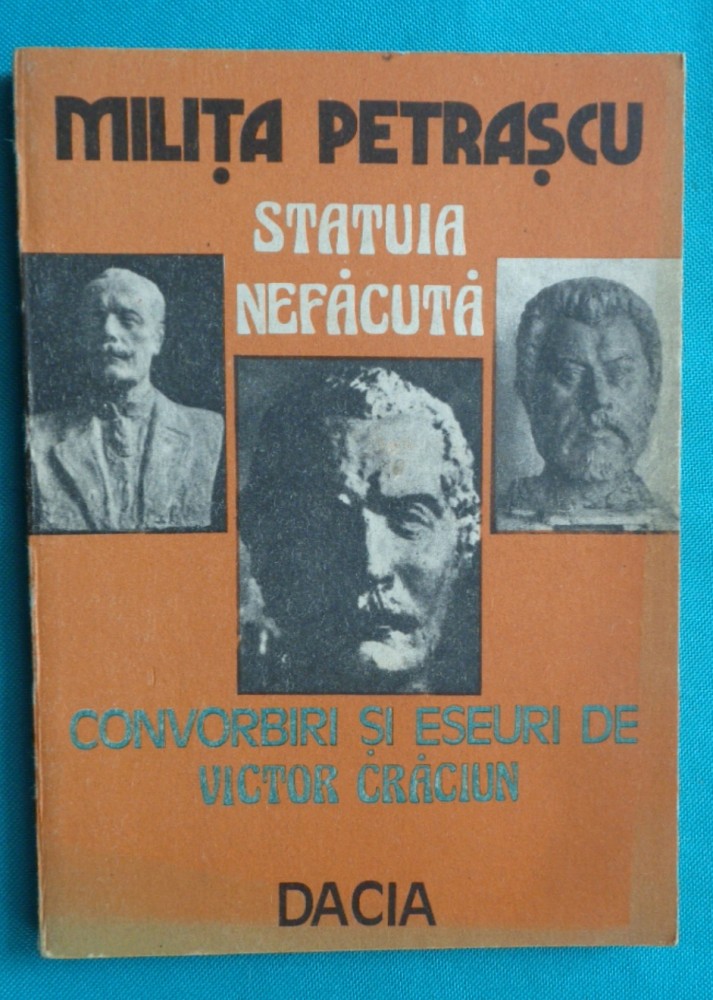 MILIȚA PETRAȘCU
STATUIA
NEFĂCUTĂ
CONVORBIRI ȘI ESEURI DE
VICTOR CRĂCIUN
DACIA